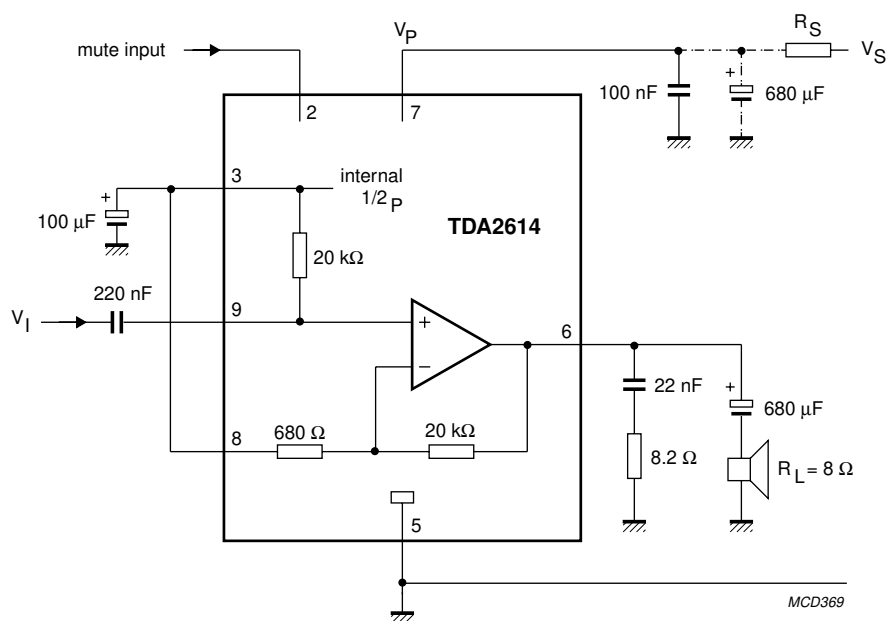 mute input
V_P
R_S
V_S
2
7
100 nF
+
680 µF
3
internal
1/2_P
+
100 µF
TDA2614
20 kΩ
220 nF
V_I
9
+
6
−
22 nF
+
680 µF
8
680 Ω
20 kΩ
8.2 Ω
R_L = 8 Ω
5
MCD369